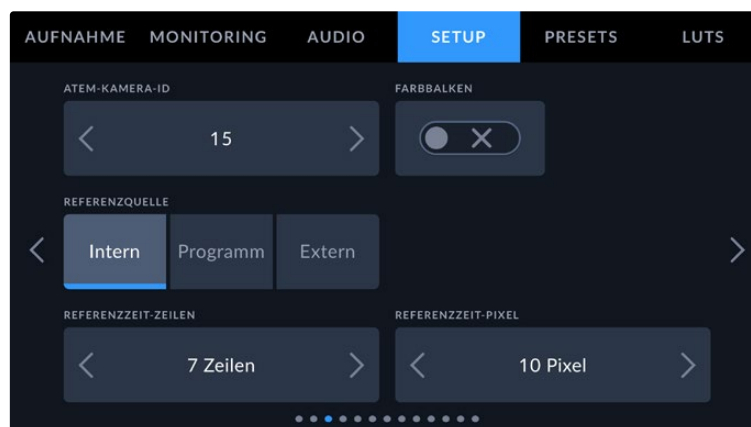 AUFNAHME MONITORING AUDIO SETUP PRESETS LUTS
ATEM-KAMERA-ID FARBBALKEN
15
REFERENZQUELLE
Intern Programm Extern
REFERENZZEIT-ZEILEN REFERENZZEIT-PIXEL
7 Zeilen 10 Pixel